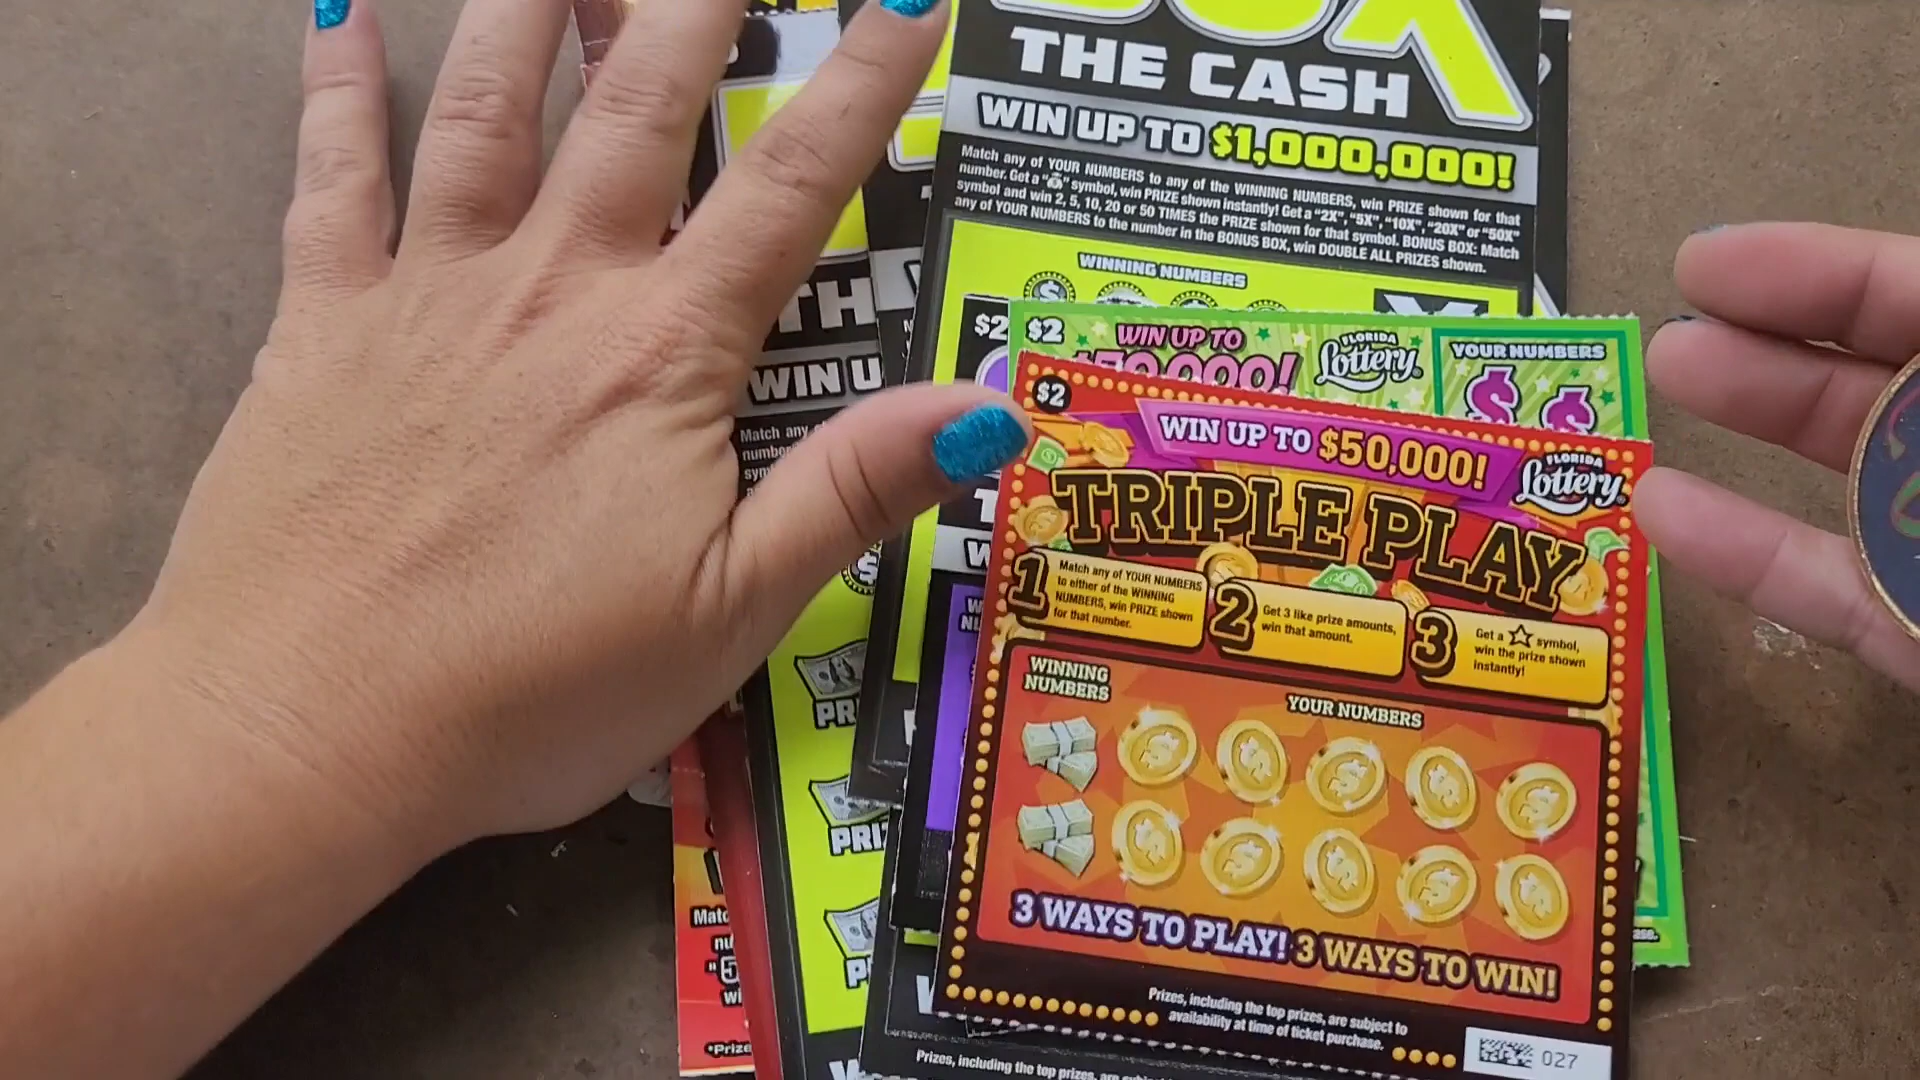 BOX
THE CASH
WIN UP TO $1,000,000!
Match any of YOUR NUMBERS to any of the WINNING NUMBERS, win PRIZE shown for that
number. Get a " " symbol, win PRIZE shown instantly! Get a "2X", "5X", "10X", "20X" or "50X"
symbol and win 2, 5, 10, 20 or 50 TIMES the PRIZE shown for that symbol. BONUS BOX: Match
any of YOUR NUMBERS to the number in the BONUS BOX, win DOUBLE ALL PRIZES shown.
WINNING NUMBERS
$2
$2
WIN UP TO
FLORIDA
Lottery
YOUR NUMBERS
TH
WIN U
Match any
$2
WIN UP TO $50,000!
FLORIDA
Lottery
TRIPLE PLAY
1
Match any of YOUR NUMBERS
to either of the WINNING
NUMBERS, win PRIZE shown
for that number.
2
Get 3 like prize amounts,
win that amount.
3
Get a ☆ symbol,
win the prize shown
instantly!
WINNING
NUMBERS
YOUR NUMBERS
3 WAYS TO PLAY! 3 WAYS TO WIN!
Prizes, including the top prizes, are subject to
availability at time of ticket purchase.
027
Prizes, including the top prizes, are